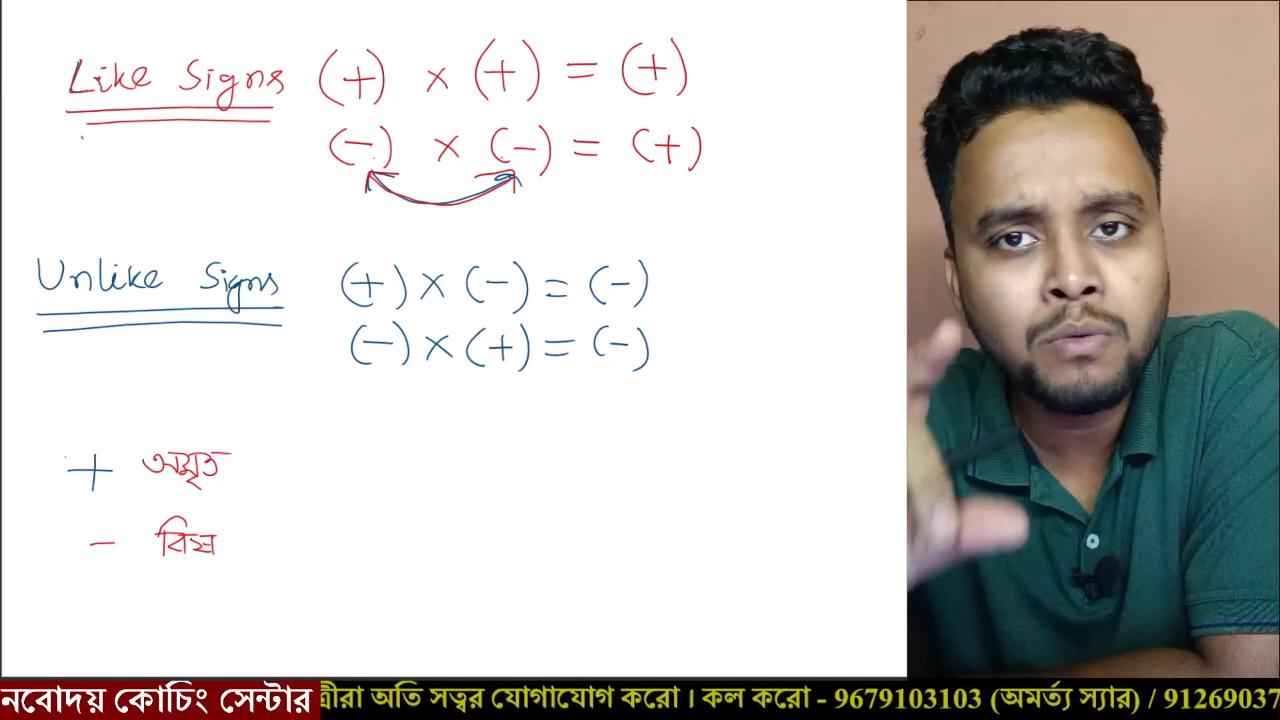 Like Signs (+) × (+) = (+)
(-) × (-) = (+)
Unlike Signs (+) × (-) = (-)
(-) × (+) = (-)
+ অমৃত
- বিষ
নবোদয় কোচিং সেন্টার ত্রীরা অতি সত্বর যোগাযোগ করো । কল করো - 9679103103 (অমর্ত্য স্যার) / 91269037